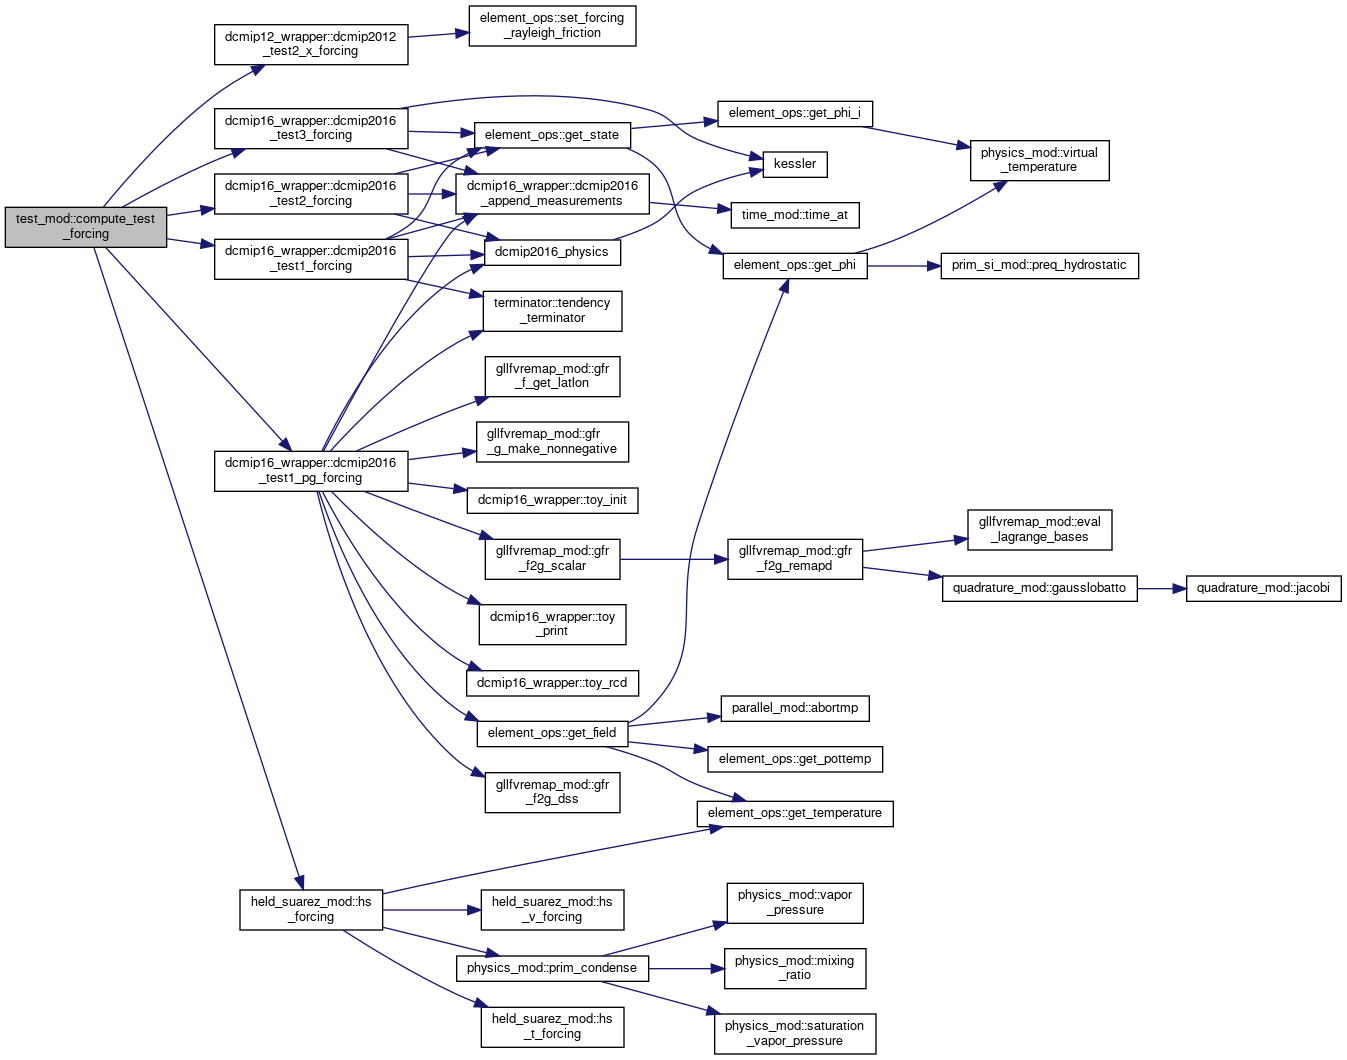 test_mod::compute_test
_forcing
dcmip12_wrapper::dcmip2012
_test2_x_forcing
dcmip16_wrapper::dcmip2016
_test3_forcing
dcmip16_wrapper::dcmip2016
_test2_forcing
dcmip16_wrapper::dcmip2016
_test1_forcing
dcmip16_wrapper::dcmip2016
_test1_pg_forcing
held_suarez_mod::hs
_forcing
element_ops::set_forcing
_rayleigh_friction
element_ops::get_state
dcmip16_wrapper::dcmip2016
_append_measurements
dcmip2016_physics
terminator::tendency
_terminator
gllfvremap_mod::gfr
_f_get_latlon
gllfvremap_mod::gfr
_g_make_nonnegative
dcmip16_wrapper::toy_init
gllfvremap_mod::gfr
_f2g_scalar
dcmip16_wrapper::toy
_print
dcmip16_wrapper::toy_rcd
element_ops::get_field
gllfvremap_mod::gfr
_f2g_dss
held_suarez_mod::hs
_v_forcing
physics_mod::prim_condense
held_suarez_mod::hs
_t_forcing
element_ops::get_phi_i
kessler
time_mod::time_at
element_ops::get_phi
gllfvremap_mod::gfr
_f2g_remapd
parallel_mod::abortmp
element_ops::get_pottemp
element_ops::get_temperature
physics_mod::vapor
_pressure
physics_mod::mixing
_ratio
physics_mod::saturation
_vapor_pressure
physics_mod::virtual
_temperature
prim_si_mod::preq_hydrostatic
gllfvremap_mod::eval
_lagrange_bases
quadrature_mod::gausslobatto
quadrature_mod::jacobi